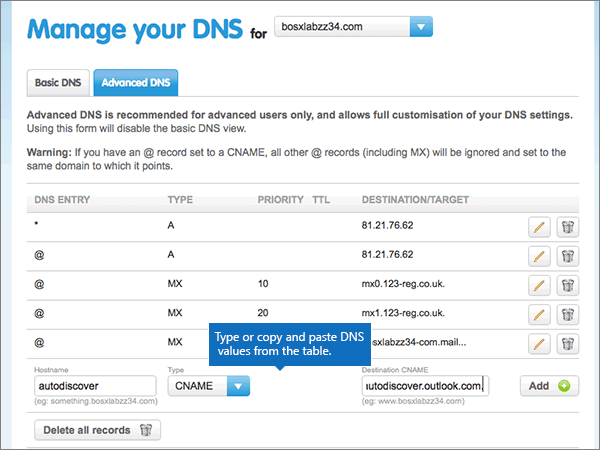 Manage your DNS for bosxlabzz34.com
Basic DNS Advanced DNS
Advanced DNS is recommended for advanced users only, and allows full customisation of your DNS settings.
Using this form will disable the basic DNS view.
Warning: If you have an @ record set to a CNAME, all other @ records (including MX) will be ignored and set to the
same domain to which it points.
DNS ENTRY TYPE PRIORITY TTL DESTINATION/TARGET
* A 81.21.76.62
@ A 81.21.76.62
@ MX 10 mx0.123-reg.co.uk.
@ MX 20 mx1.123-reg.co.uk.
Type or copy and paste DNS
values from the table.
@ MX sxlabzz34-com.mail...
Hostname Type Destination CNAME
autodiscover CNAME utodiscover.outlook.com. Add
(eg: something.bosxlabzz34.com) (eg: www.bosxlabzz34.com)
Delete all records